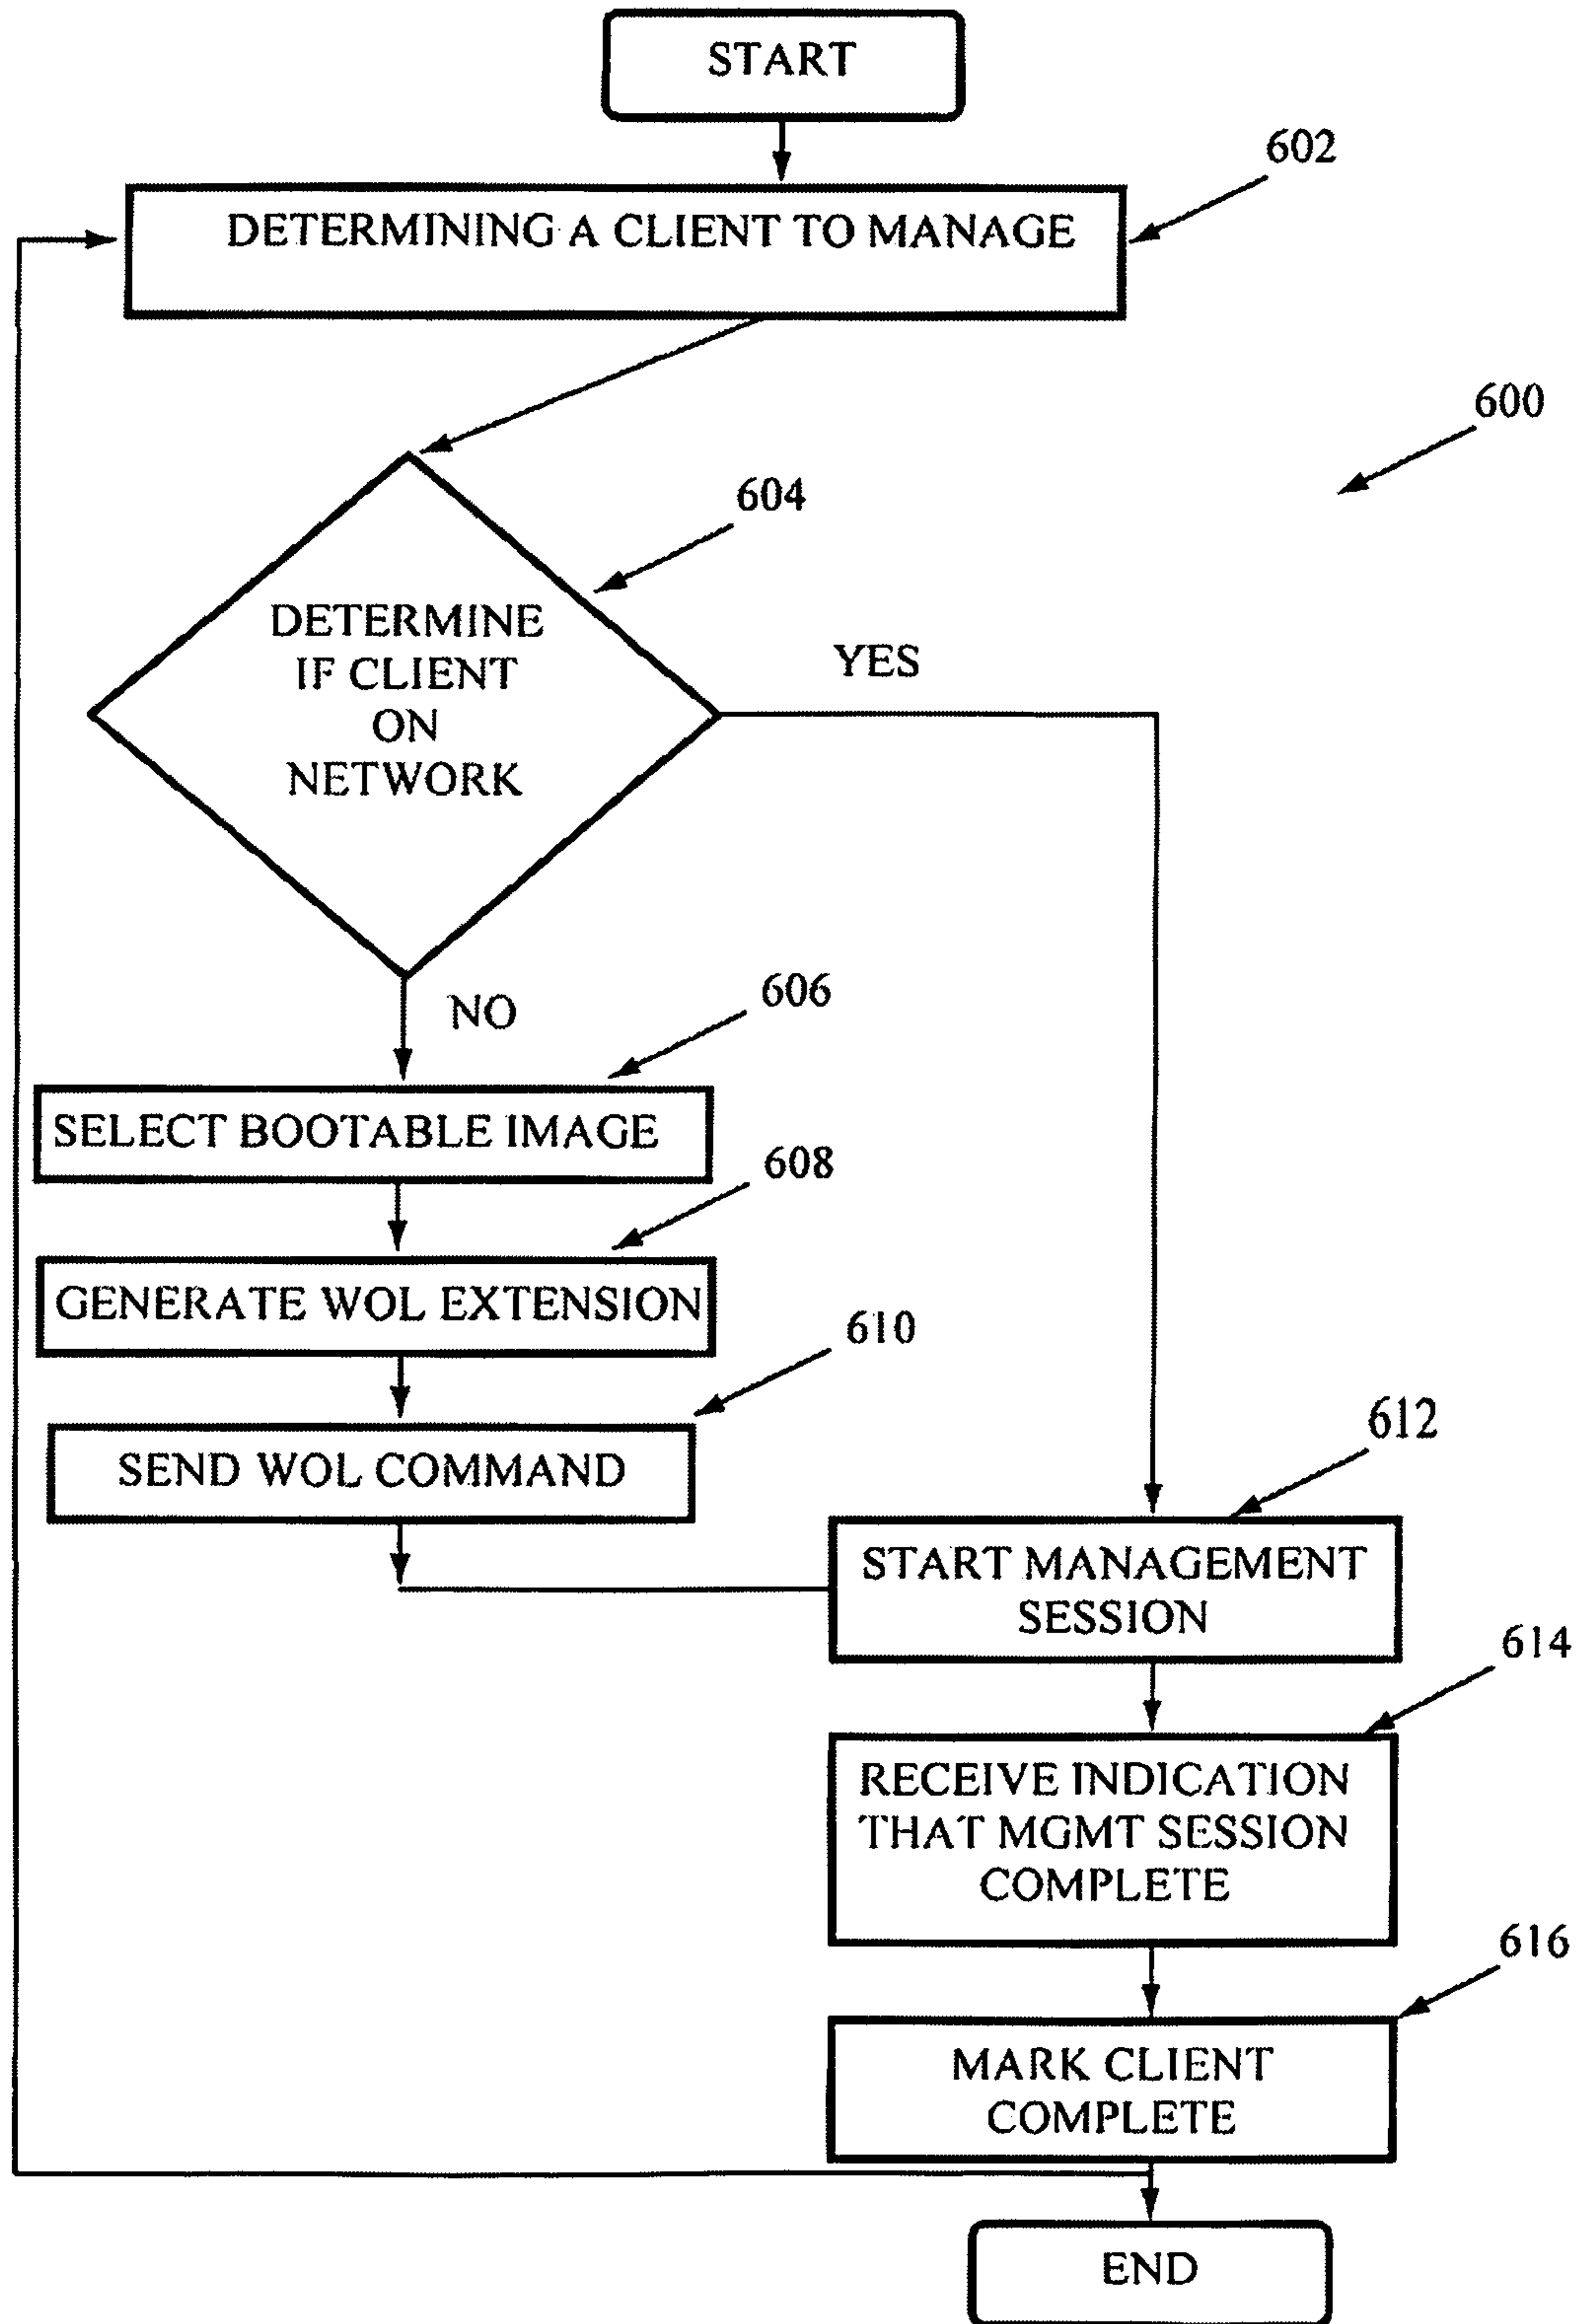 START
602
DETERMINING A CLIENT TO MANAGE
600
604
DETERMINE
IF CLIENT
ON
NETWORK
YES
NO
606
SELECT BOOTABLE IMAGE
608
GENERATE WOL EXTENSION
610
SEND WOL COMMAND
612
START MANAGEMENT
SESSION
614
RECEIVE INDICATION
THAT MGMT SESSION
COMPLETE
616
MARK CLIENT
COMPLETE
END